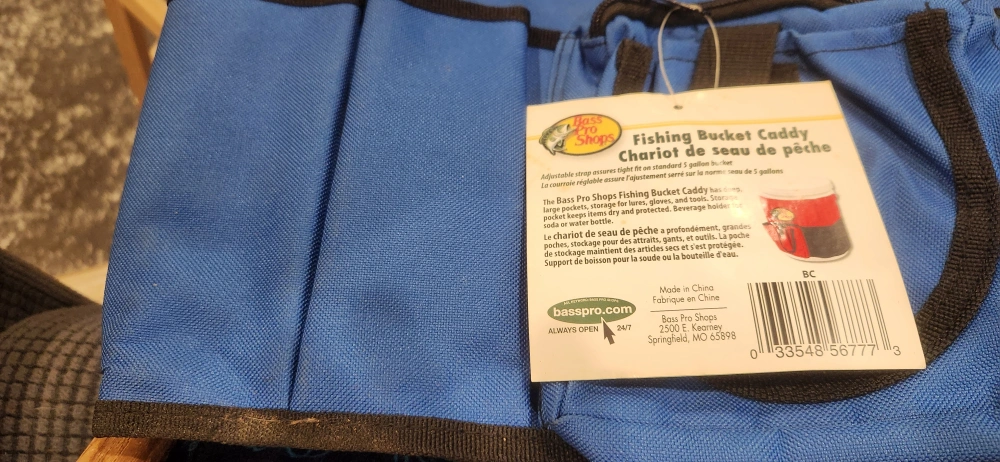 Bass
Pro
Shops
Fishing Bucket Caddy
Chariot de seau de pêche
Adjustable strap assures tight fit on standard 5 gallon bucket
La courroie réglable assure l'ajustement serré sur la norme seau de 5 gallons
The Bass Pro Shops Fishing Bucket Caddy has deep,
large pockets, storage for lures, gloves, and tools. Storage
pocket keeps items dry and protected. Beverage holder for
soda or water bottle.
Le chariot de seau de pêche a profondément, grandes
poches, stockage pour des attraits, gants, et outils. La poche
de stockage maintient des articles secs et s'est protégée.
Support de boisson pour la soude ou la bouteille d'eau.
BC
basspro.com
ALWAYS OPEN 24/7
Made in China
Fabrique en Chine
Bass Pro Shops
2500 E. Kearney
Springfield, MO 65898
0 33548 56777 3